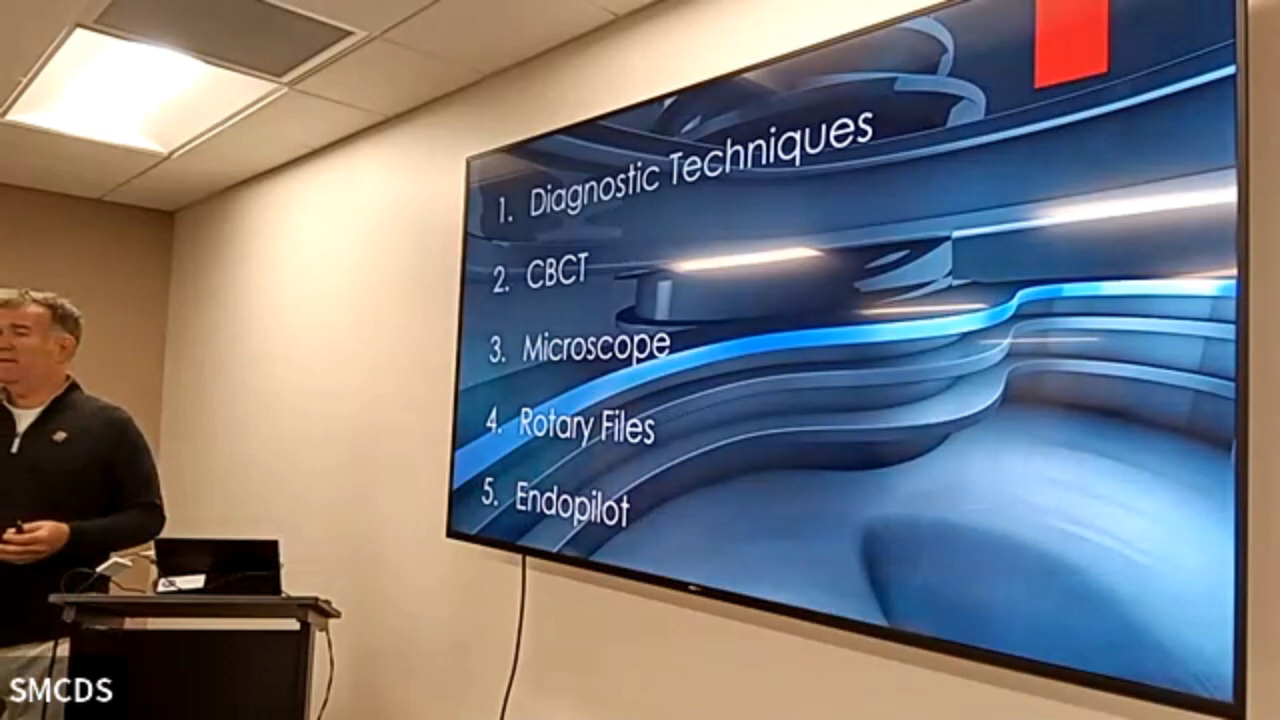 1. Diagnostic Techniques
2. CBCT
3. Microscope
4. Rotary Files
5. Endopilot
SMCDS